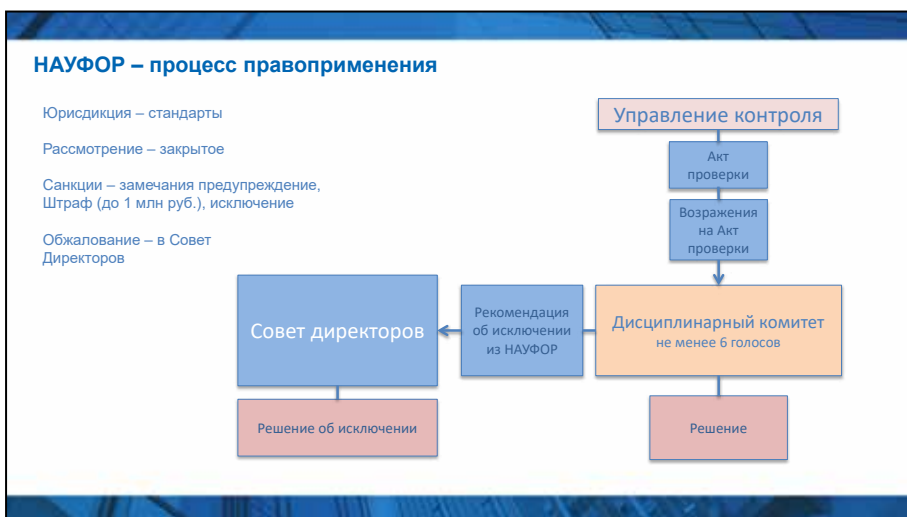 НАУФОР – процесс правоприменения
Юрисдикция – стандарты
Рассмотрение – закрытое
Санкции – замечания предупреждение,
Штраф (до 1 млн руб.), исключение
Обжалование – в Совет
Директоров
Управление контроля
Акт
проверки
Возражения
на Акт
проверки
Дисциплинарный комитет
не менее 6 голосов
Рекомендация
об исключении
из НАУФОР
Совет директоров
Решение об исключении
Решение